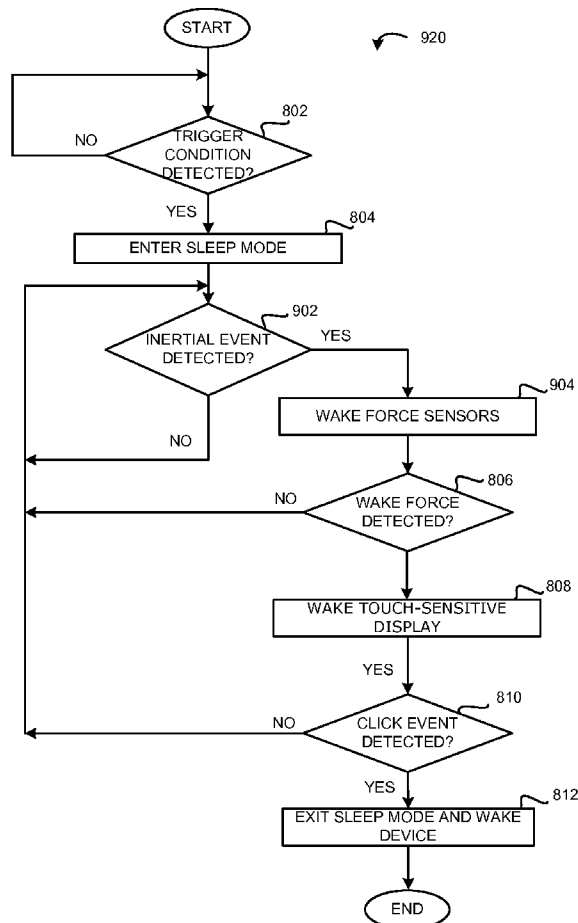 START
920
802
NO
TRIGGER
CONDITION
DETECTED?
YES
804
ENTER SLEEP MODE
902
INERTIAL EVENT
DETECTED?
YES
904
WAKE FORCE SENSORS
NO
806
NO
WAKE FORCE
DETECTED?
808
WAKE TOUCH-SENSITIVE
DISPLAY
YES
810
NO
CLICK EVENT
DETECTED?
YES
812
EXIT SLEEP MODE AND WAKE
DEVICE
END